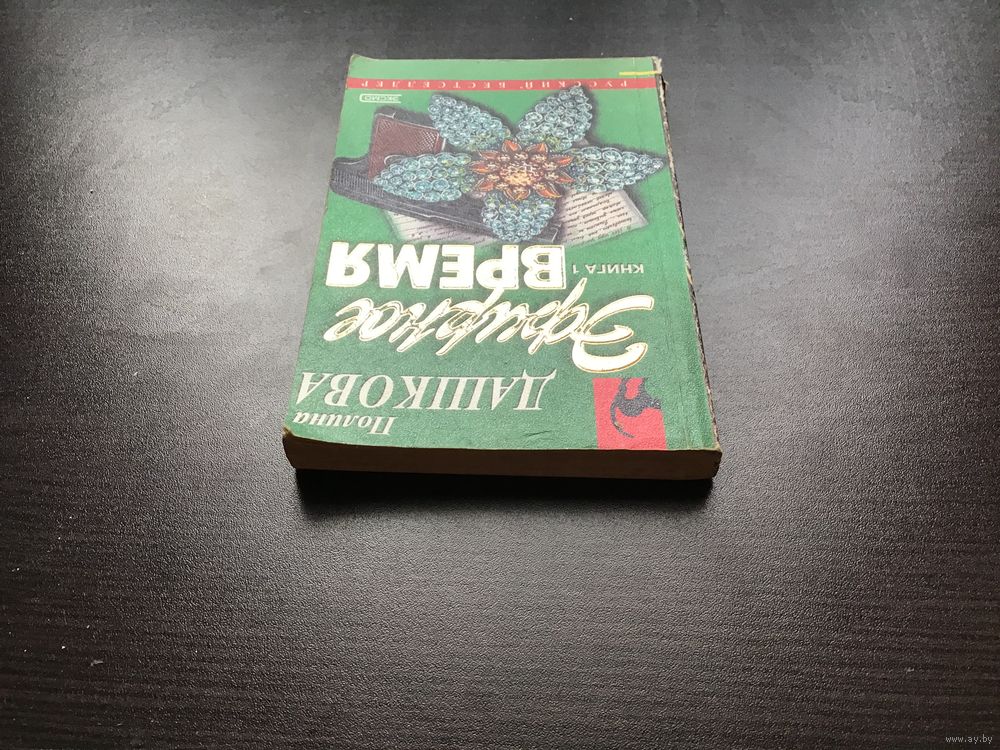 Полина
ДАШКОВА
Эфирное
ВРЕМЯ
КНИГА 1
ЭКСМО
РУССКИЙ БЕСТСЕЛЛЕР
www.ay.by